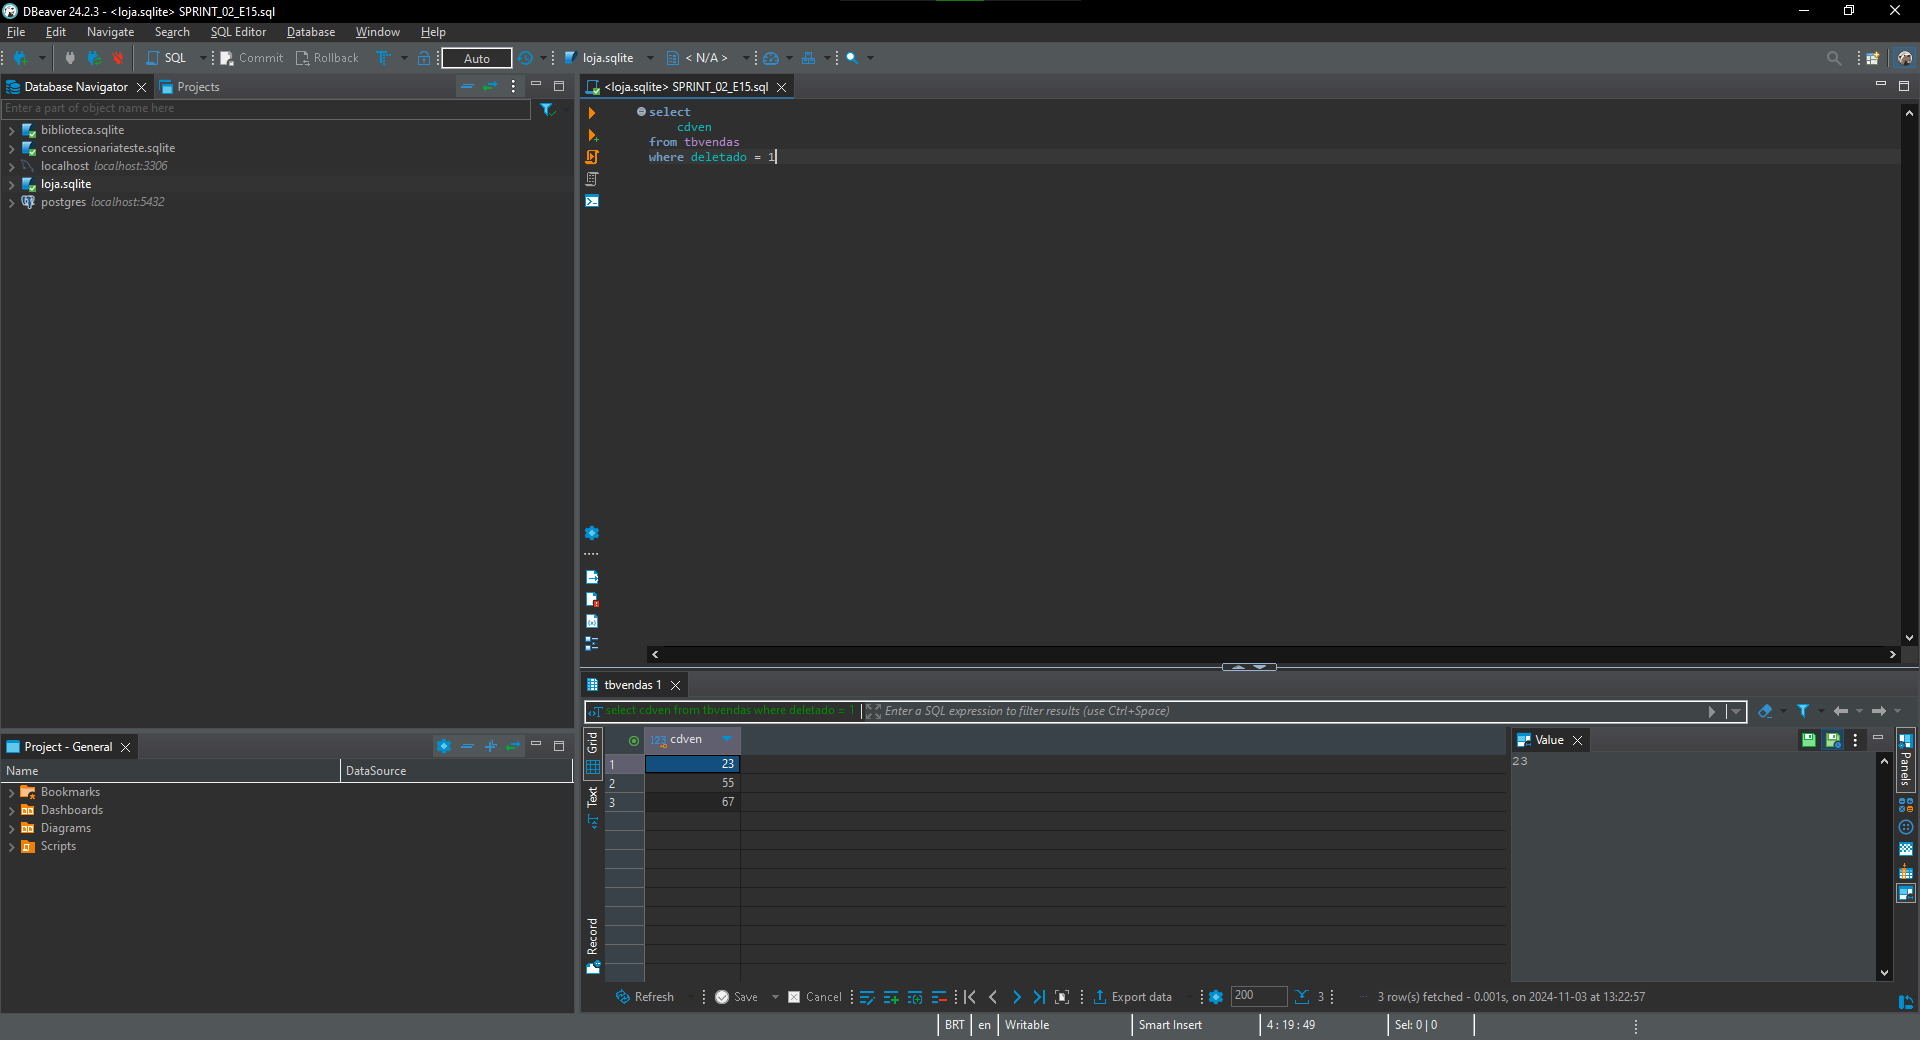 DBeaver 24.2.3 - <loja.sqlite> SPRINT_02_E15.sql
File Edit Navigate Search SQL Editor Database Window Help
SQL Commit Rollback Auto loja.sqlite < N/A >
Database Navigator Projects
Enter a part of object name here
biblioteca.sqlite
concessionariateste.sqlite
localhost localhost:3306
loja.sqlite
postgres localhost:5432
<loja.sqlite> SPRINT_02_E15.sql
select
cdven
from tbvendas
where deletado = 1
Project - General
Name DataSource
Bookmarks
Dashboards
Diagrams
Scripts
tbvendas 1
select cdven from tbvendas where deletado = 1 Enter a SQL expression to filter results (use Ctrl+Space)
Grid
Text
Record
123 cdven
1 23
2 55
3 67
Value
23
Panels
Refresh Save Cancel Export data 200 3 3 row(s) fetched - 0.001s, on 2024-11-03 at 13:22:57
BRT en Writable Smart Insert 4 : 19 : 49 Sel: 0 | 0